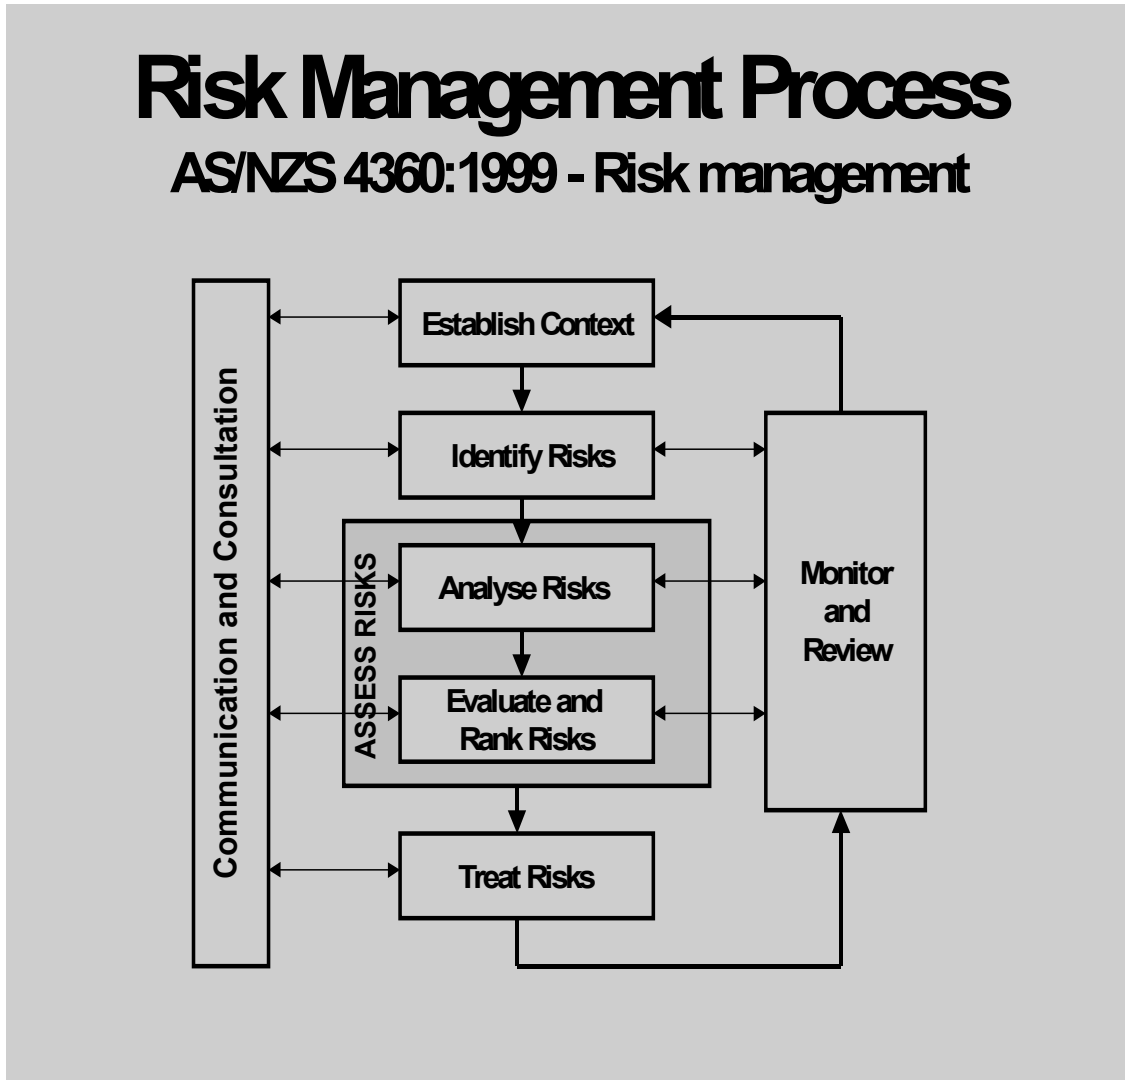 Risk Management Process
AS/NZS 4360:1999 - Risk management
Communication and Consultation
Establish Context
Identify Risks
ASSESS RISKS
Analyse Risks
Evaluate and
Rank Risks
Treat Risks
Monitor
and
Review